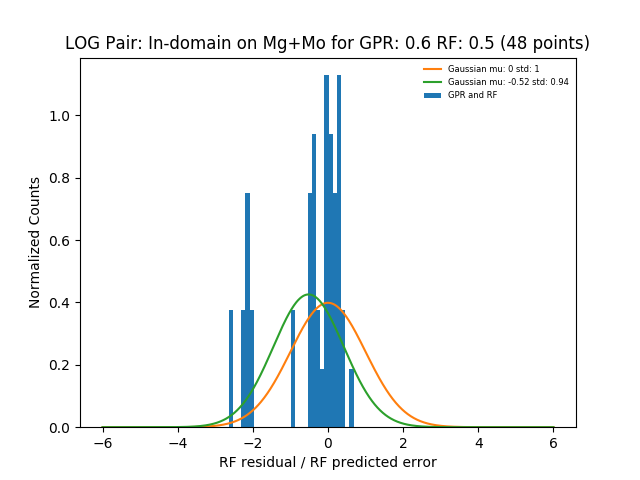 LOG Pair: In-domain on Mg+Mo for GPR: 0.6 RF: 0.5 (48 points)
Gaussian mu: 0 std: 1
Gaussian mu: -0.52 std: 0.94
GPR and RF
Normalized Counts
1.0
0.8
0.6
0.4
0.2
0.0
−6 −4 −2 0 2 4 6
RF residual / RF predicted error